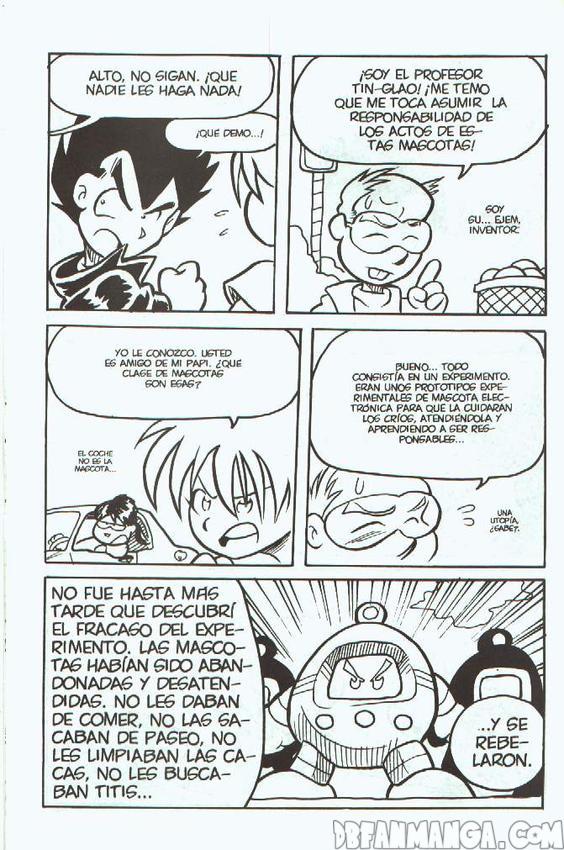 ALTO, NO SIGAN. ¡QUE
NADIE LES HAGA NADA!
¡QUÉ DEMO...!
¡SOY EL PROFESOR
TIN-GLAO! ¡ME TEMO
QUE ME TOCA ASUMIR LA
RESPONSABILIDAD DE
LOS ACTOS DE ES-
TAS MASCOTAS!
SOY
SU... EJEM,
INVENTOR.
YO LE CONOZCO. USTED
ES AMIGO DE MI PAPI. ¿QUÉ
CLASE DE MASCOTAS
SON ESAS?
EL COCHE
NO ES LA
MASCOTA...
BUENO... TODO
CONSISTÍA EN UN EXPERIMENTO.
ERAN UNOS PROTOTIPOS EXPE-
RIMENTALES DE MASCOTA ELEC-
TRÓNICA PARA QUE LA CUIDARAN
LOS CRÍOS, ATENDIÉNDOLA Y
APRENDIENDO A SER RES-
PONSABLES...
UNA
UTOPÍA,
¿SABE?.
NO FUE HASTA MAS
TARDE QUE DESCUBRÍ
EL FRACASO DEL EXPE-
RIMENTO. LAS MASCO-
TAS HABÍAN SIDO ABAN-
DONADAS Y DESATEN-
DIDAS. NO LES DABAN
DE COMER, NO LAS SA-
CABAN DE PASEO, NO
LES LIMPIABAN LAS CA-
CAS, NO LES BUSCA-
BAN TITIS...
...Y SE
REBE-
LARON.
DBFANMANGA.COM